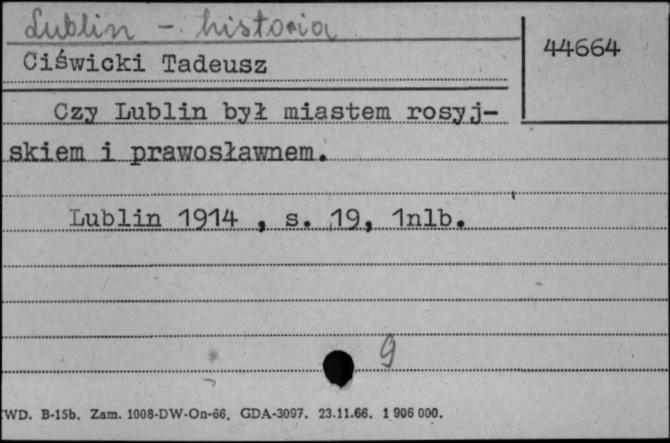 Lublin - historia
44664
Ciświcki Tadeusz
Czy Lublin był miastem rosyj-
skiem i prawosławnem.
Lublin 1914 , s. 19, 1nlb.
9
WD. B-15b. Zam. 1008-DW-On-66. GDA-3097. 23.11.66. 1 906 000.